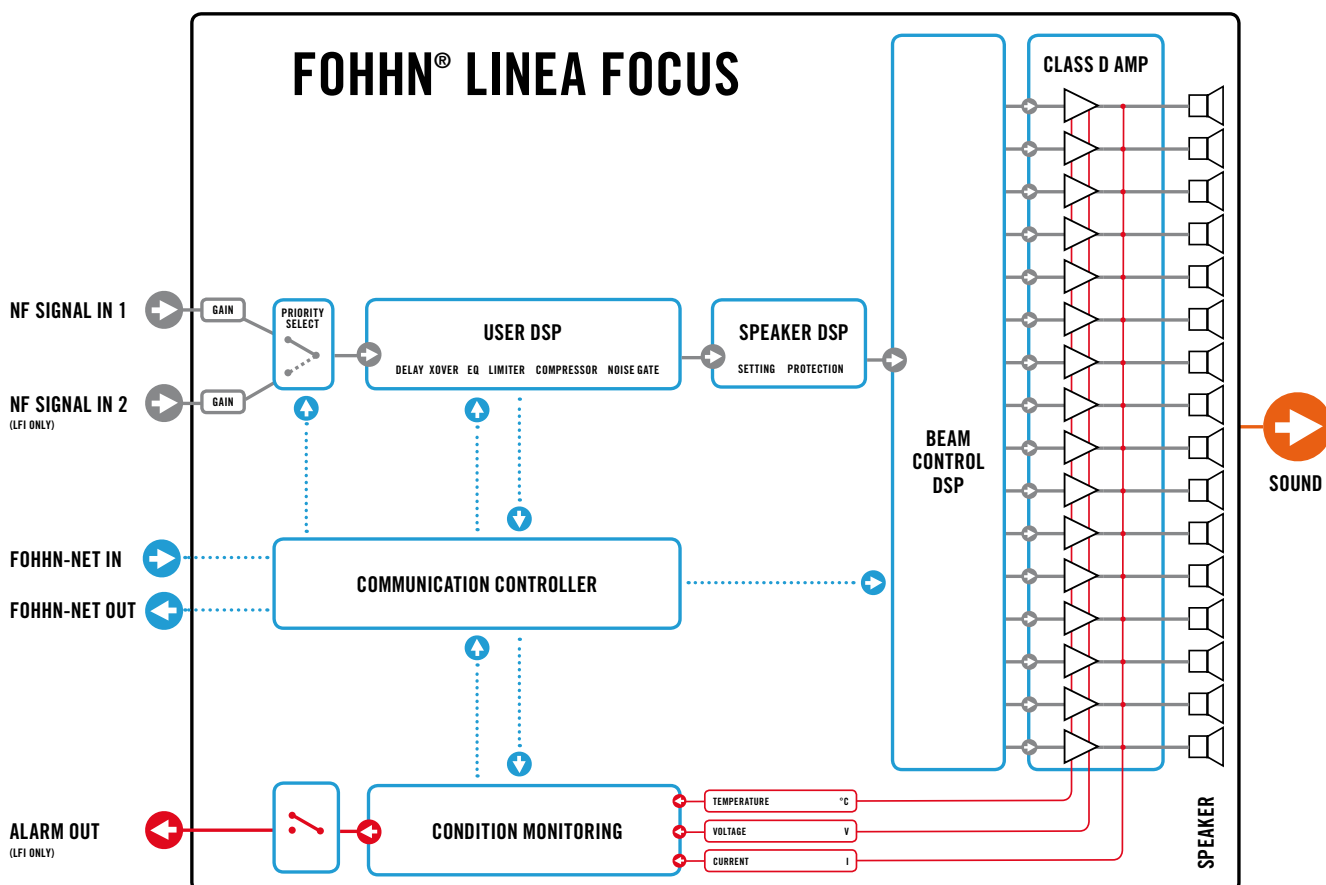 FOHHN® LINEA FOCUS
CLASS D AMP
NF SIGNAL IN 1
GAIN
PRIORITY
SELECT
USER DSP
DELAY XOVER EQ LIMITER COMPRESSOR NOISE GATE
SPEAKER DSP
SETTING PROTECTION
NF SIGNAL IN 2
(LFI ONLY)
GAIN
BEAM
CONTROL
DSP
SOUND
FOHHN-NET IN
FOHHN-NET OUT
COMMUNICATION CONTROLLER
ALARM OUT
(LFI ONLY)
CONDITION MONITORING
TEMPERATURE °C
VOLTAGE V
CURRENT I
SPEAKER